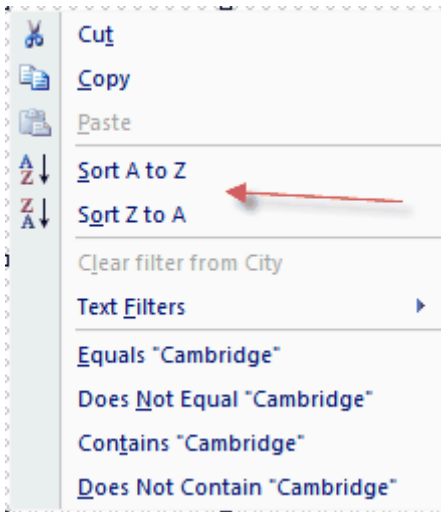 Cut
Copy
Paste
A
Z
Sort A to Z
Z
A
Sort Z to A
Clear filter from City
Text Filters
Equals "Cambridge"
Does Not Equal "Cambridge"
Contains "Cambridge"
Does Not Contain "Cambridge"